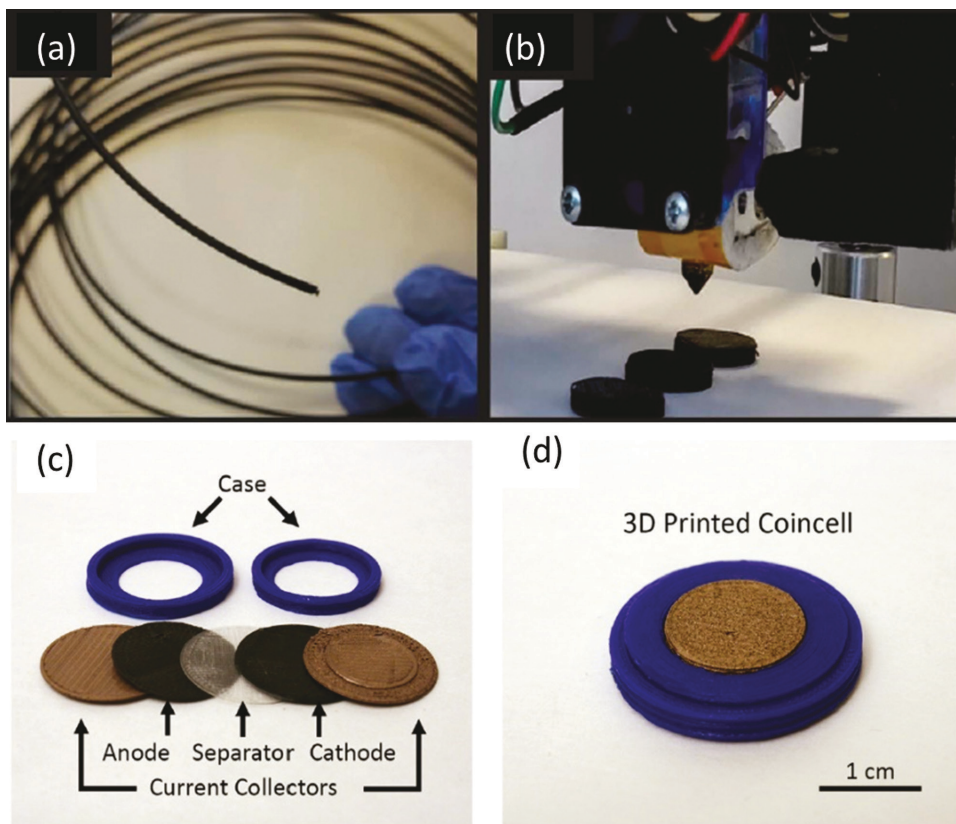 (a)
(b)
(c)
Case
Anode Separator Cathode
Current Collectors
(d)
3D Printed Coincell
1 cm